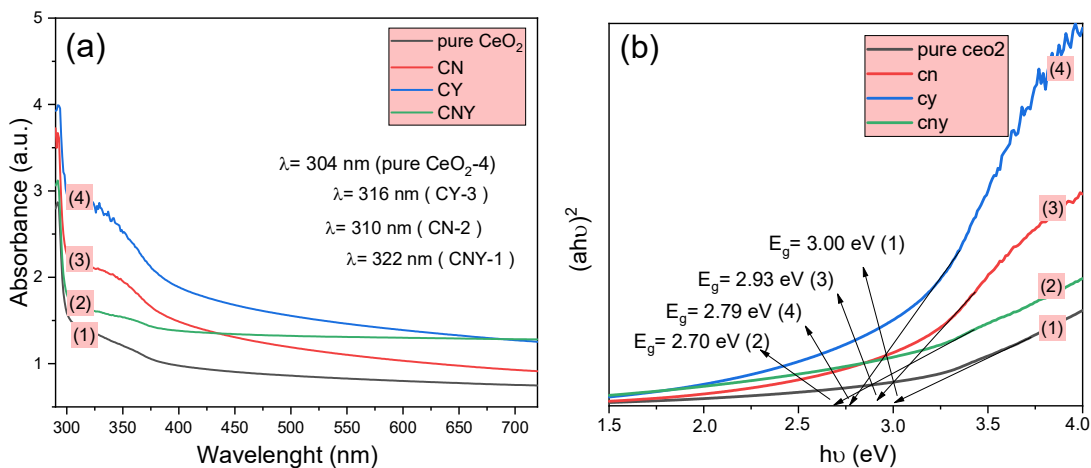 (a)
pure CeO₂
CN
CY
CNY
λ= 304 nm (pure CeO₂-4)
λ= 316 nm ( CY-3)
λ= 310 nm ( CN-2)
λ= 322 nm ( CNY-1 )
(4)
(3)
(2)
(1)
5
4
3
2
1
Absorbance (a.u.)
300 350 400 450 500 550 600 650 700
Wavelenght (nm)
(b)
pure ceo2
cn
cy
cny
(4)
(3)
(2)
(1)
E_g= 3.00 eV (1)
E_g= 2.93 eV (3)
E_g= 2.79 eV (4)
E_g= 2.70 eV (2)
(ahυ)²
1.5 2.0 2.5 3.0 3.5 4.0
hυ (eV)